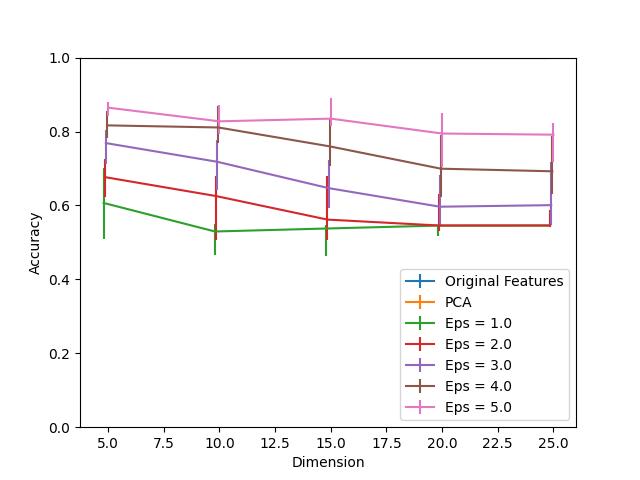 1.0
0.8
0.6
0.4
0.2
0.0
Accuracy
Original Features
PCA
Eps = 1.0
Eps = 2.0
Eps = 3.0
Eps = 4.0
Eps = 5.0
5.0 7.5 10.0 12.5 15.0 17.5 20.0 22.5 25.0
Dimension